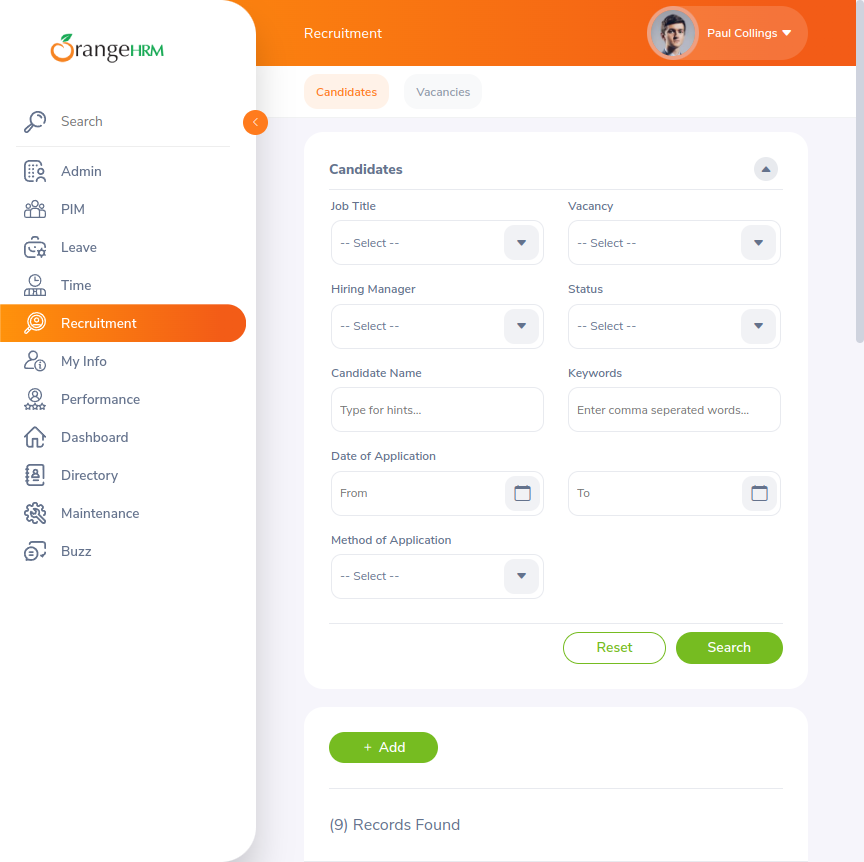 OrangeHRM
Search
Admin
PIM
Leave
Time
Recruitment
My Info
Performance
Dashboard
Directory
Maintenance
Buzz
Recruitment
Paul Collings
Candidates
Vacancies
Candidates
Job Title
Vacancy
-- Select --
-- Select --
Hiring Manager
Status
-- Select --
-- Select --
Candidate Name
Keywords
Type for hints...
Enter comma seperated words...
Date of Application
From
To
Method of Application
-- Select --
Reset
Search
+ Add
(9) Records Found